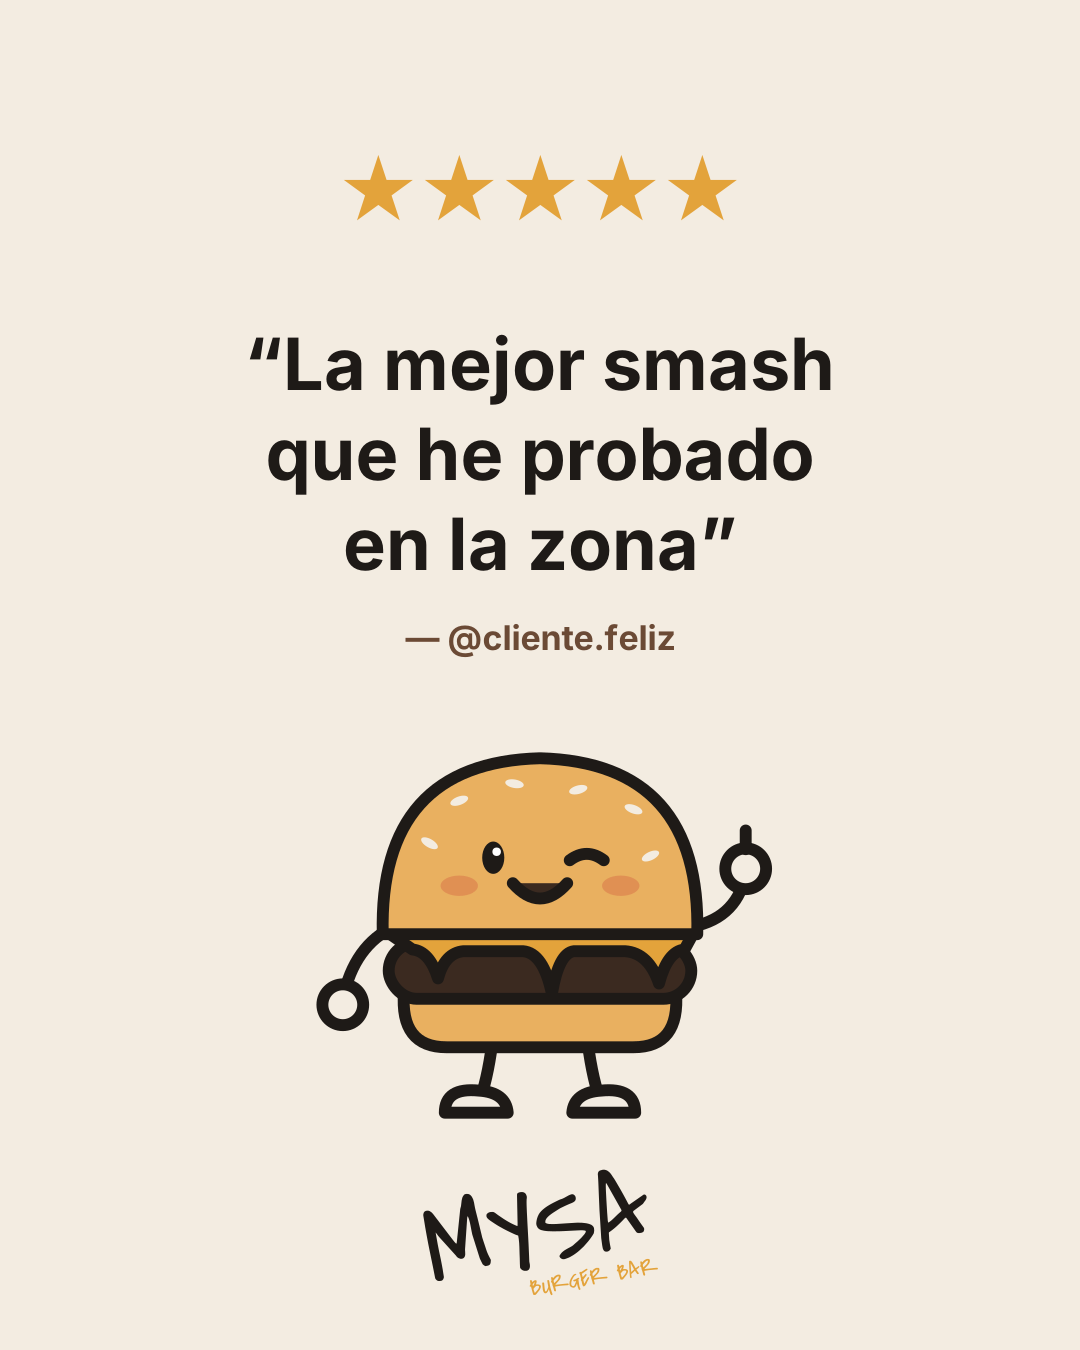 “La mejor smash
que he probado
en la zona”
— @cliente.feliz
MYSA
BURGER BAR